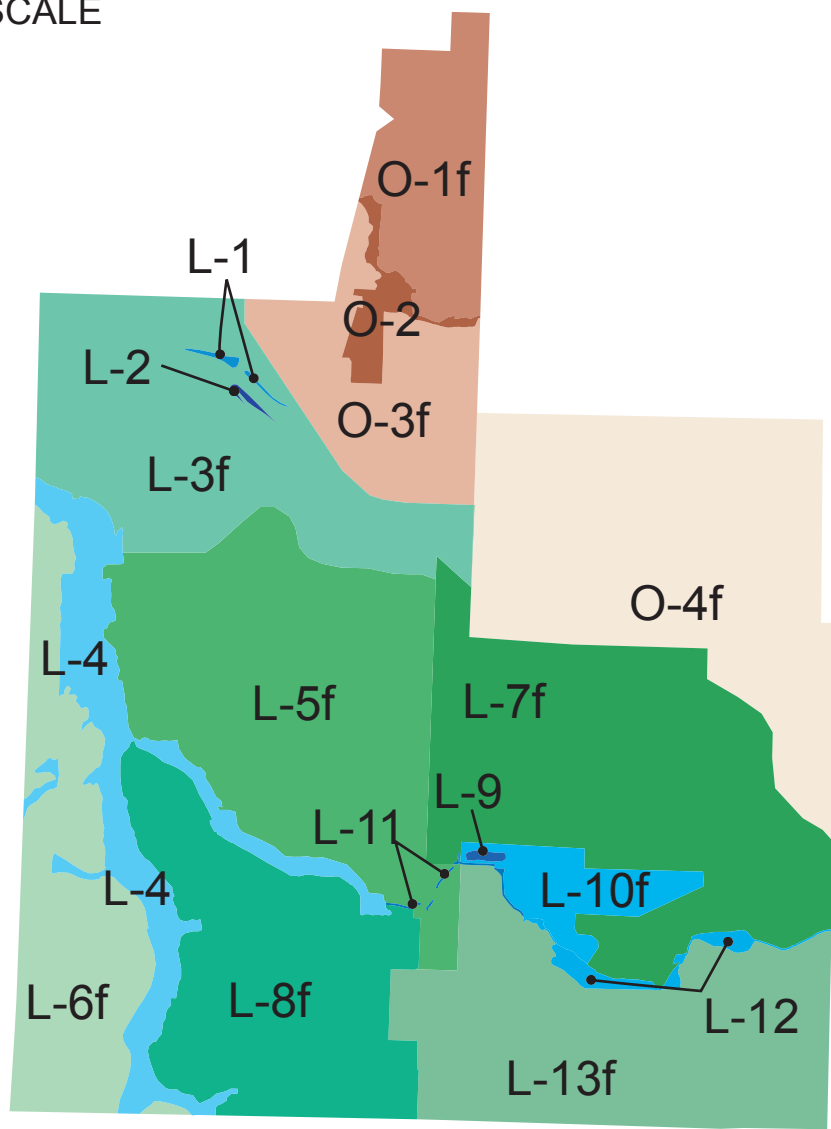 SCALE
O-1f
L-1
O-2
L-2
O-3f
L-3f
O-4f
L-4
L-5f
L-7f
L-9
L-11
L-4
L-10f
L-6f
L-8f
L-12
L-13f